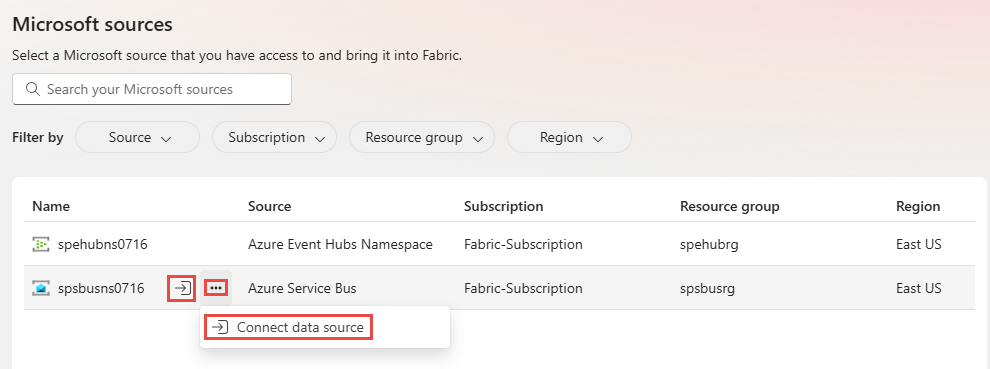 Microsoft sources
Select a Microsoft source that you have access to and bring it into Fabric.
Search your Microsoft sources
Filter by Source Subscription Resource group Region
Name Source Subscription Resource group Region
spehubns0716 Azure Event Hubs Namespace Fabric-Subscription spehubrg East US
spsbusns0716 Azure Service Bus Fabric-Subscription spsbusrg East US
Connect data source